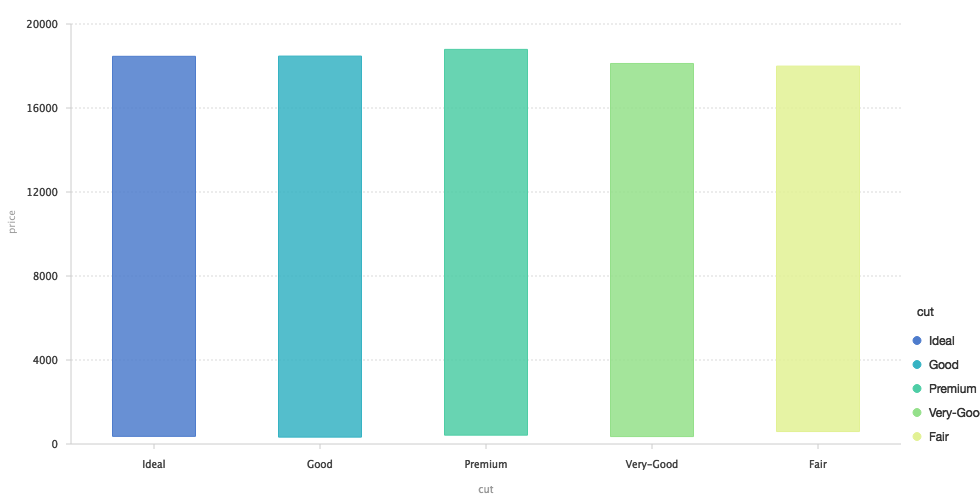 20000
16000
12000
8000
4000
0
price
Ideal
Good
Premium
Very-Good
Fair
cut
cut
Ideal
Good
Premium
Very-Goo
Fair